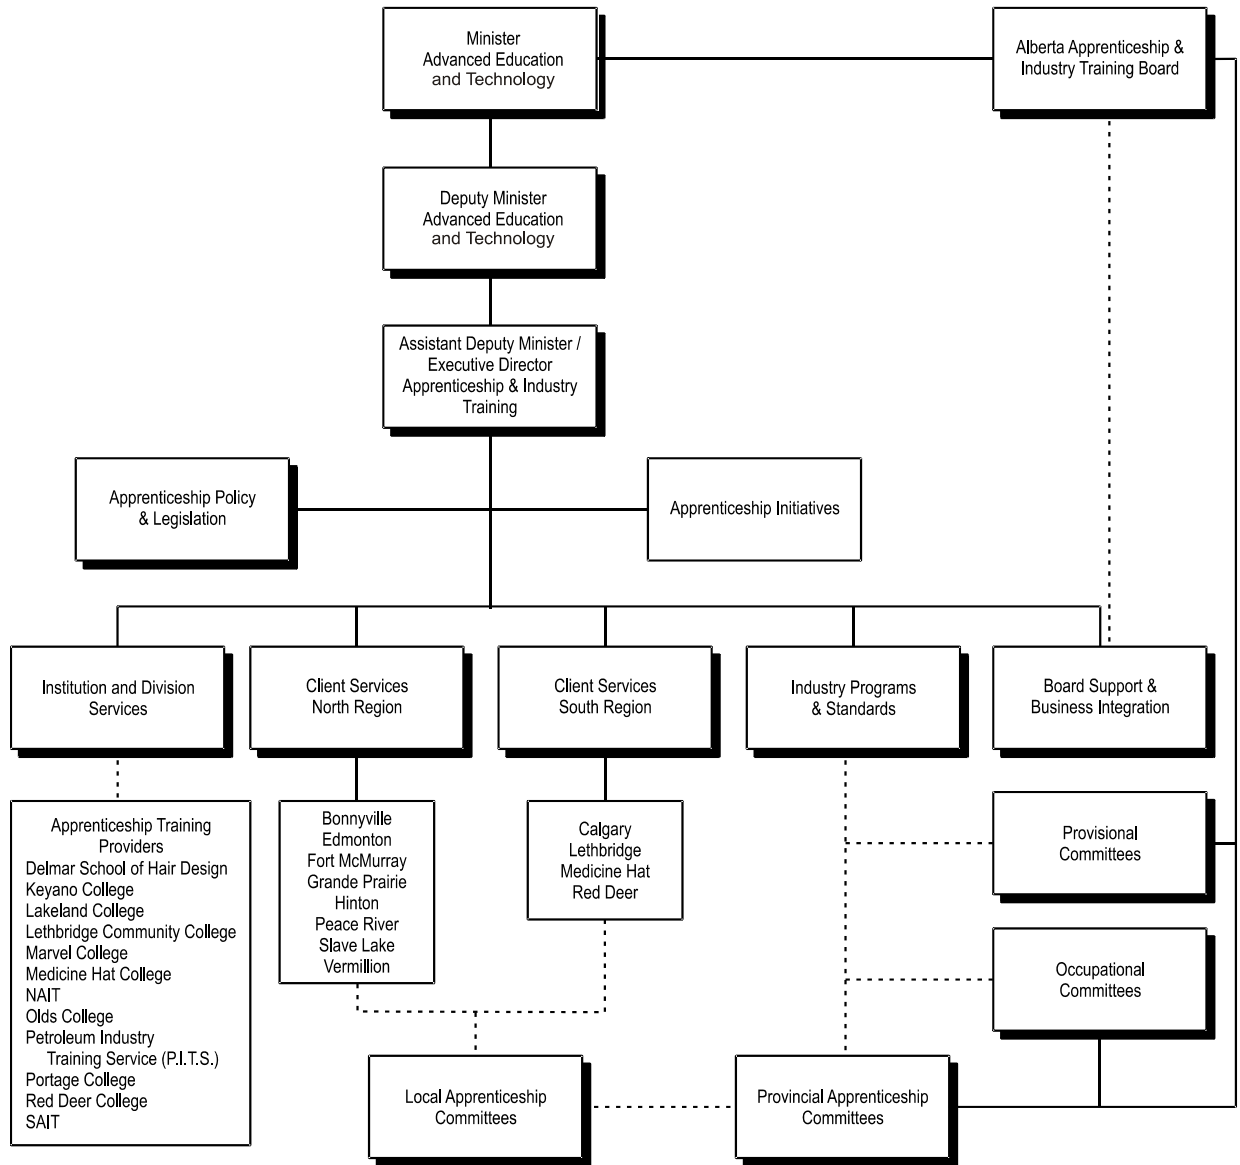 Minister
Advanced Education
and Technology
Alberta Apprenticeship &
Industry Training Board
Deputy Minister
Advanced Education
and Technology
Assistant Deputy Minister /
Executive Director
Apprenticeship & Industry
Training
Apprenticeship Policy
& Legislation
Apprenticeship Initiatives
Institution and Division
Services
Client Services
North Region
Client Services
South Region
Industry Programs
& Standards
Board Support &
Business Integration
Apprenticeship Training
Providers
Delmar School of Hair Design
Keyano College
Lakeland College
Lethbridge Community College
Marvel College
Medicine Hat College
NAIT
Olds College
Petroleum Industry
Training Service (P.I.T.S.)
Portage College
Red Deer College
SAIT
Bonnyville
Edmonton
Fort McMurray
Grande Prairie
Hinton
Peace River
Slave Lake
Vermillion
Calgary
Lethbridge
Medicine Hat
Red Deer
Provisional
Committees
Occupational
Committees
Local Apprenticeship
Committees
Provincial Apprenticeship
Committees